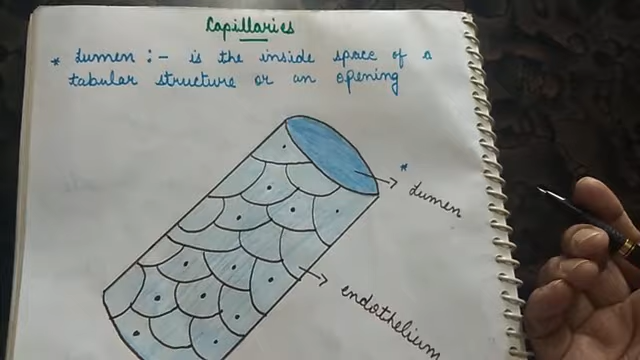 Capillaries
* Lumen :- is the inside space of a
tabular structure or an opening
* Lumen
endothelium